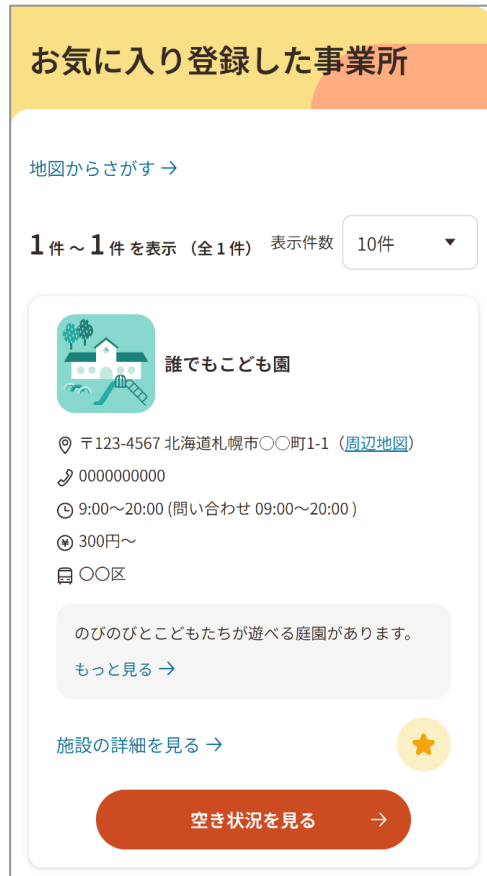 お気に入り登録した事業所
地図からさがす →
1 件 ～ 1 件 を表示 （全 1 件） 表示件数 10件
誰でもこども園
〒123-4567 北海道札幌市〇〇町1-1（周辺地図）
0000000000
9:00～20:00 (問い合わせ 09:00～20:00 )
300円～
〇〇区
のびのびとこどもたちが遊べる庭園があります。
もっと見る →
施設の詳細を見る →
空き状況を見る →